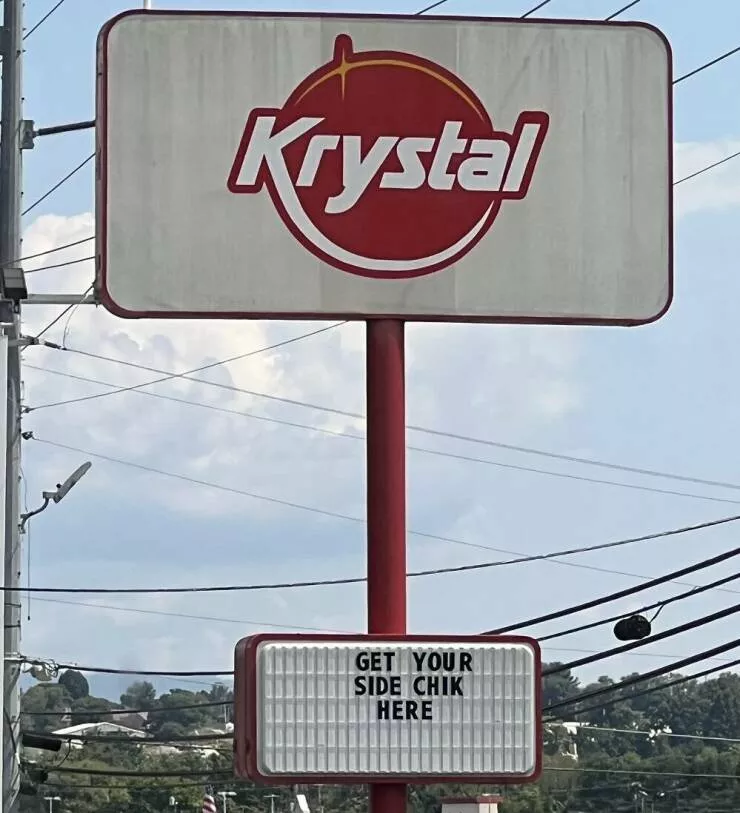 Krystal
GET YOUR
SIDE CHIK
HERE